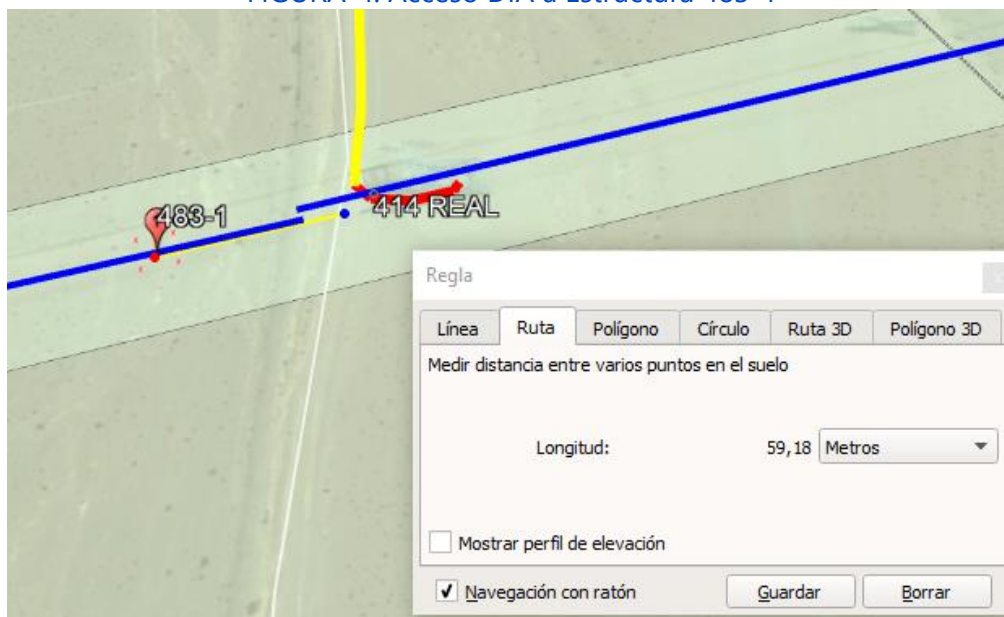 FIGURA 4. Acceso DIA a Estructura 483-1
483-1
414 REAL
Regla
Línea Ruta Polígono Círculo Ruta 3D Polígono 3D
Medir distancia entre varios puntos en el suelo
Longitud: 59,18 Metros
Mostrar perfil de elevación
Navegación con ratón Guardar Borrar